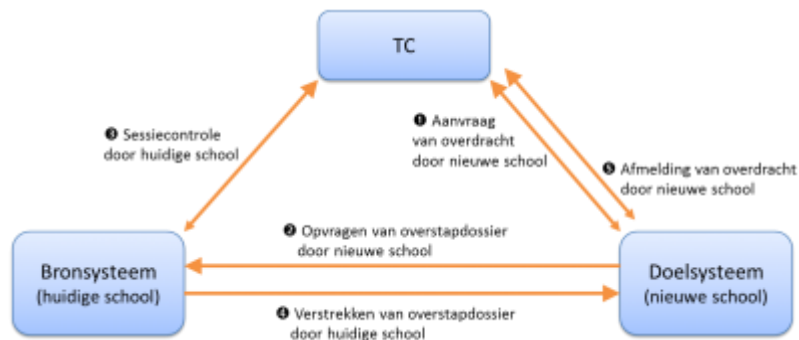 TC
❶ Aanvraag
van overdracht
door nieuwe school
❸ Sessiecontrole
door huidige school
❺ Afmelding van overdracht
door nieuwe school
❷ Opvragen van overstapdossier
door nieuwe school
Bronsysteem
(huidige school)
Doelsysteem
(nieuwe school)
❹ Verstrekken van overstapdossier
door huidige school